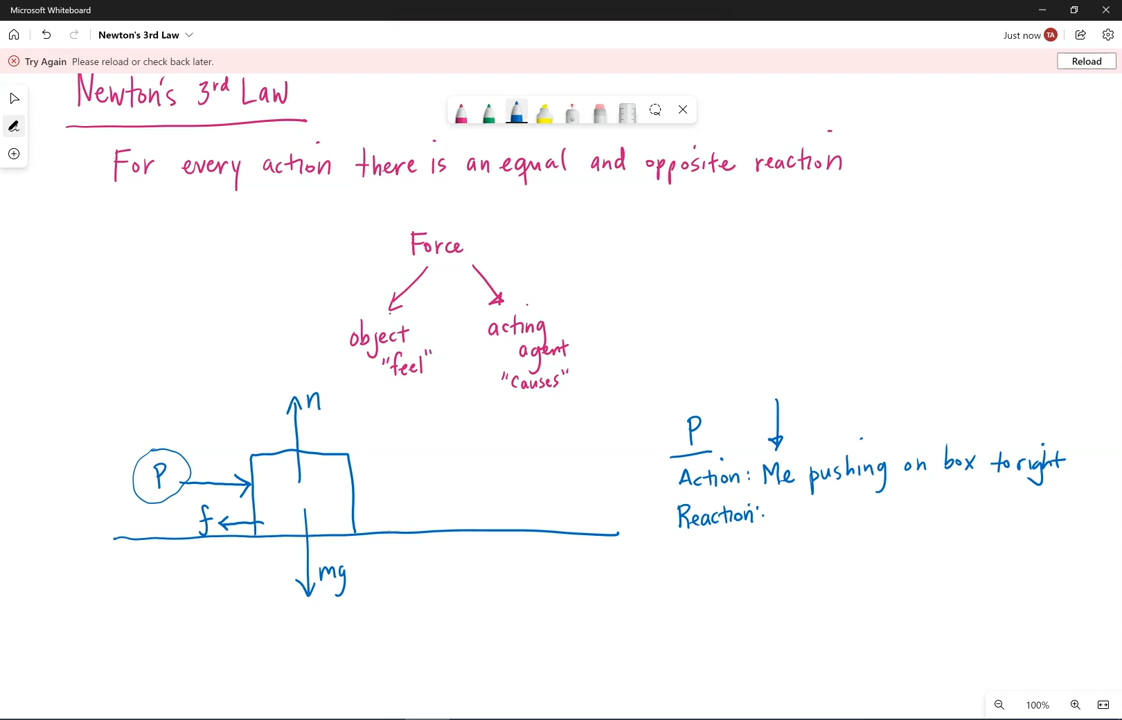 Microsoft Whiteboard
Newton's 3rd Law
Just now TA
Try Again Please reload or check back later.
Reload
Newton's 3rd Law
For every action there is an equal and opposite reaction
Force
object
"feel"
acting
agent
"causes"
n
P
f
mg
P
Action: Me pushing on box to right
Reaction:
100%